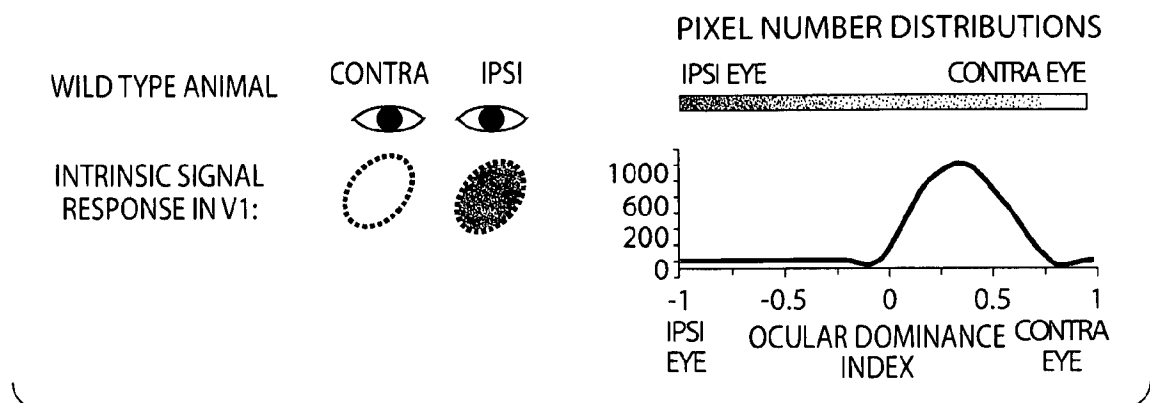 PIXEL NUMBER DISTRIBUTIONS
WILD TYPE ANIMAL
CONTRA IPSI
IPSI EYE CONTRA EYE
INTRINSIC SIGNAL
RESPONSE IN V1:
1000
600
200
0
-1 -0.5 0 0.5 1
IPSI
EYE
OCULAR DOMINANCE
INDEX
CONTRA
EYE